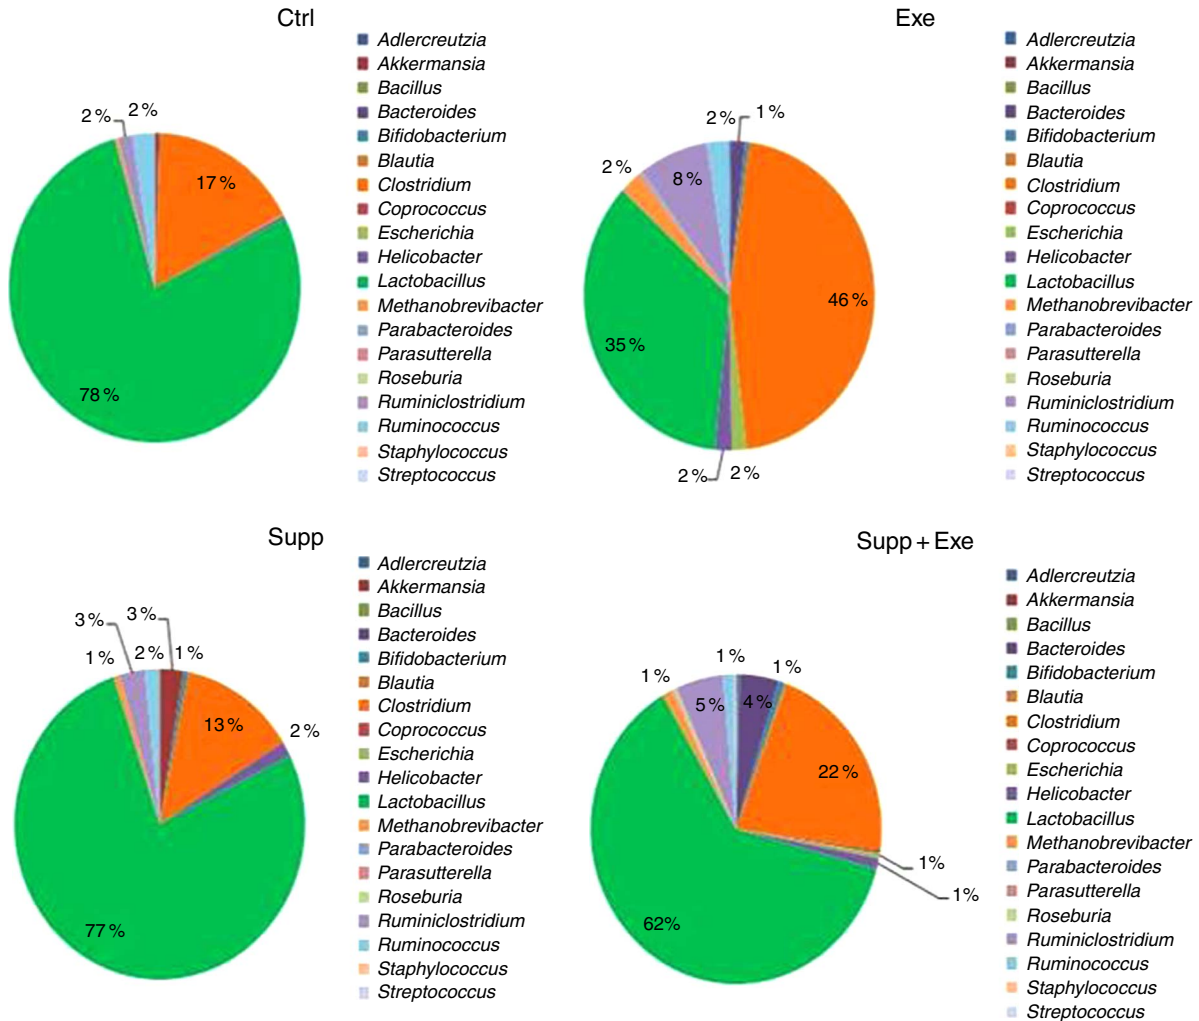 Ctrl
2 %
2 %
17 %
78 %
Adlercreutzia
Akkermansia
Bacillus
Bacteroides
Bifidobacterium
Blautia
Clostridium
Coprococcus
Escherichia
Helicobacter
Lactobacillus
Methanobrevibacter
Parabacteroides
Parasutterella
Roseburia
Ruminiclostridium
Ruminococcus
Staphylococcus
Streptococcus
Exe
2 %
1 %
2 %
8 %
46 %
35 %
2 %
2 %
Adlercreutzia
Akkermansia
Bacillus
Bacteroides
Bifidobacterium
Blautia
Clostridium
Coprococcus
Escherichia
Helicobacter
Lactobacillus
Methanobrevibacter
Parabacteroides
Parasutterella
Roseburia
Ruminiclostridium
Ruminococcus
Staphylococcus
Streptococcus
Supp
3 %
3 %
1 %
2 %
1 %
13 %
2 %
77 %
Adlercreutzia
Akkermansia
Bacillus
Bacteroides
Bifidobacterium
Blautia
Clostridium
Coprococcus
Escherichia
Helicobacter
Lactobacillus
Methanobrevibacter
Parabacteroides
Parasutterella
Roseburia
Ruminiclostridium
Ruminococcus
Staphylococcus
Streptococcus
Supp + Exe
1 %
1 %
1 %
5 %
4 %
22 %
1 %
1 %
62%
Adlercreutzia
Akkermansia
Bacillus
Bacteroides
Bifidobacterium
Blautia
Clostridium
Coprococcus
Escherichia
Helicobacter
Lactobacillus
Methanobrevibacter
Parabacteroides
Parasutterella
Roseburia
Ruminiclostridium
Ruminococcus
Staphylococcus
Streptococcus